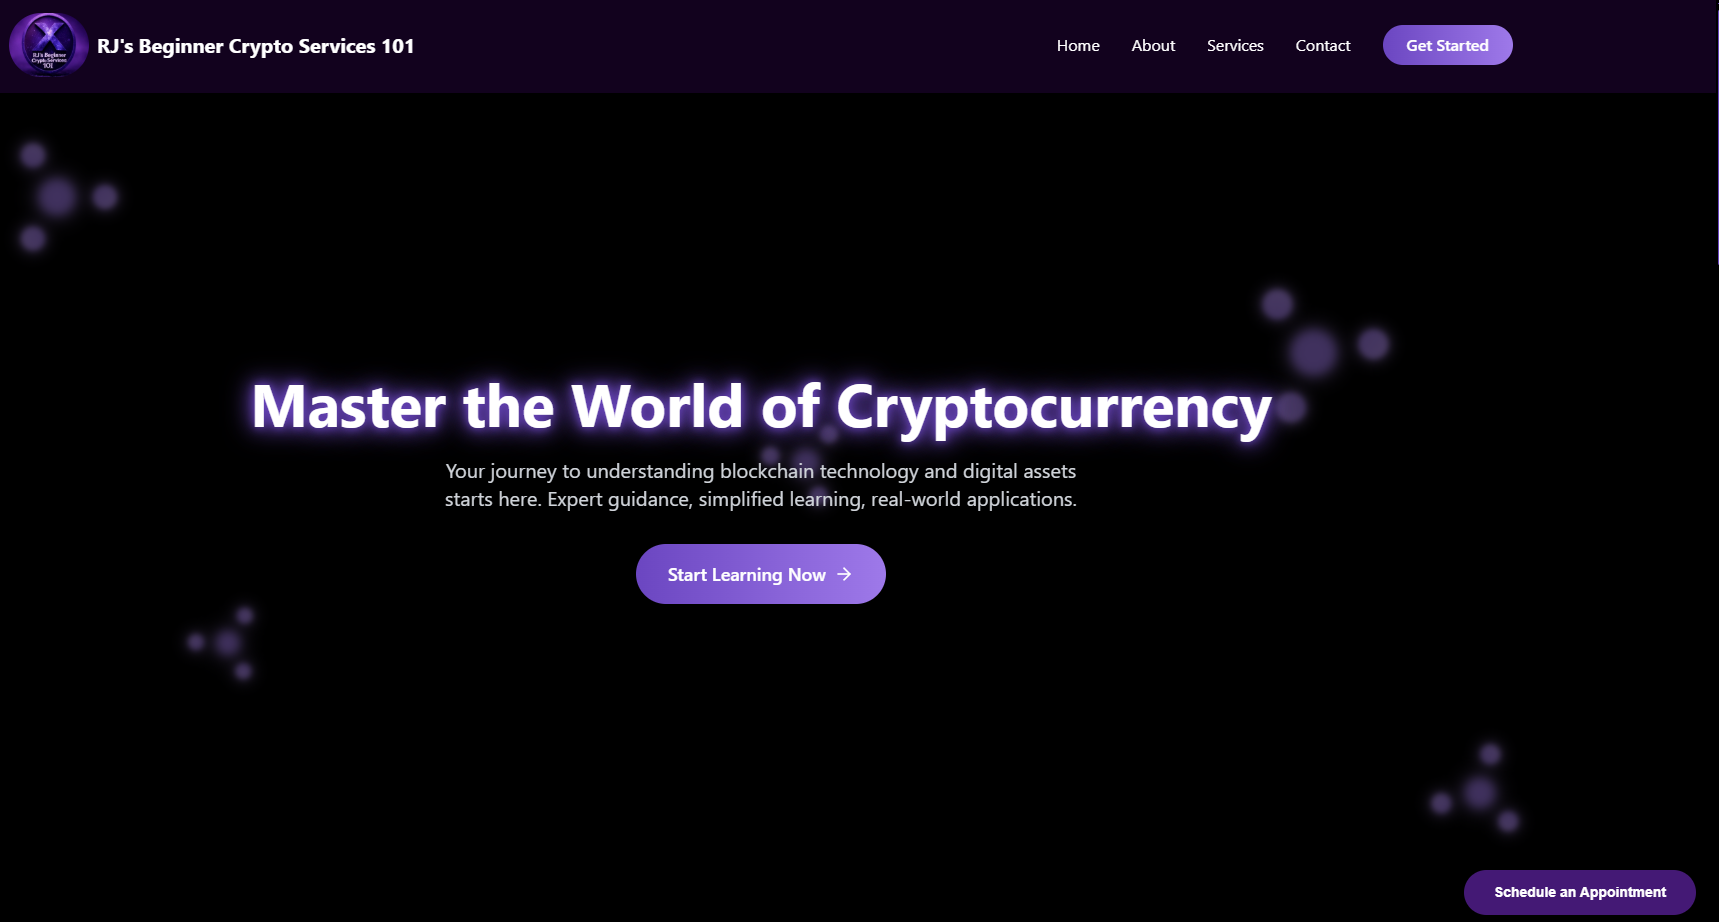 RJ's Beginner
Crypto Services
101
RJ's Beginner Crypto Services 101
Home
About
Services
Contact
Get Started
Master the World of Cryptocurrency
Your journey to understanding blockchain technology and digital assets
starts here. Expert guidance, simplified learning, real-world applications.
Start Learning Now →
Schedule an Appointment